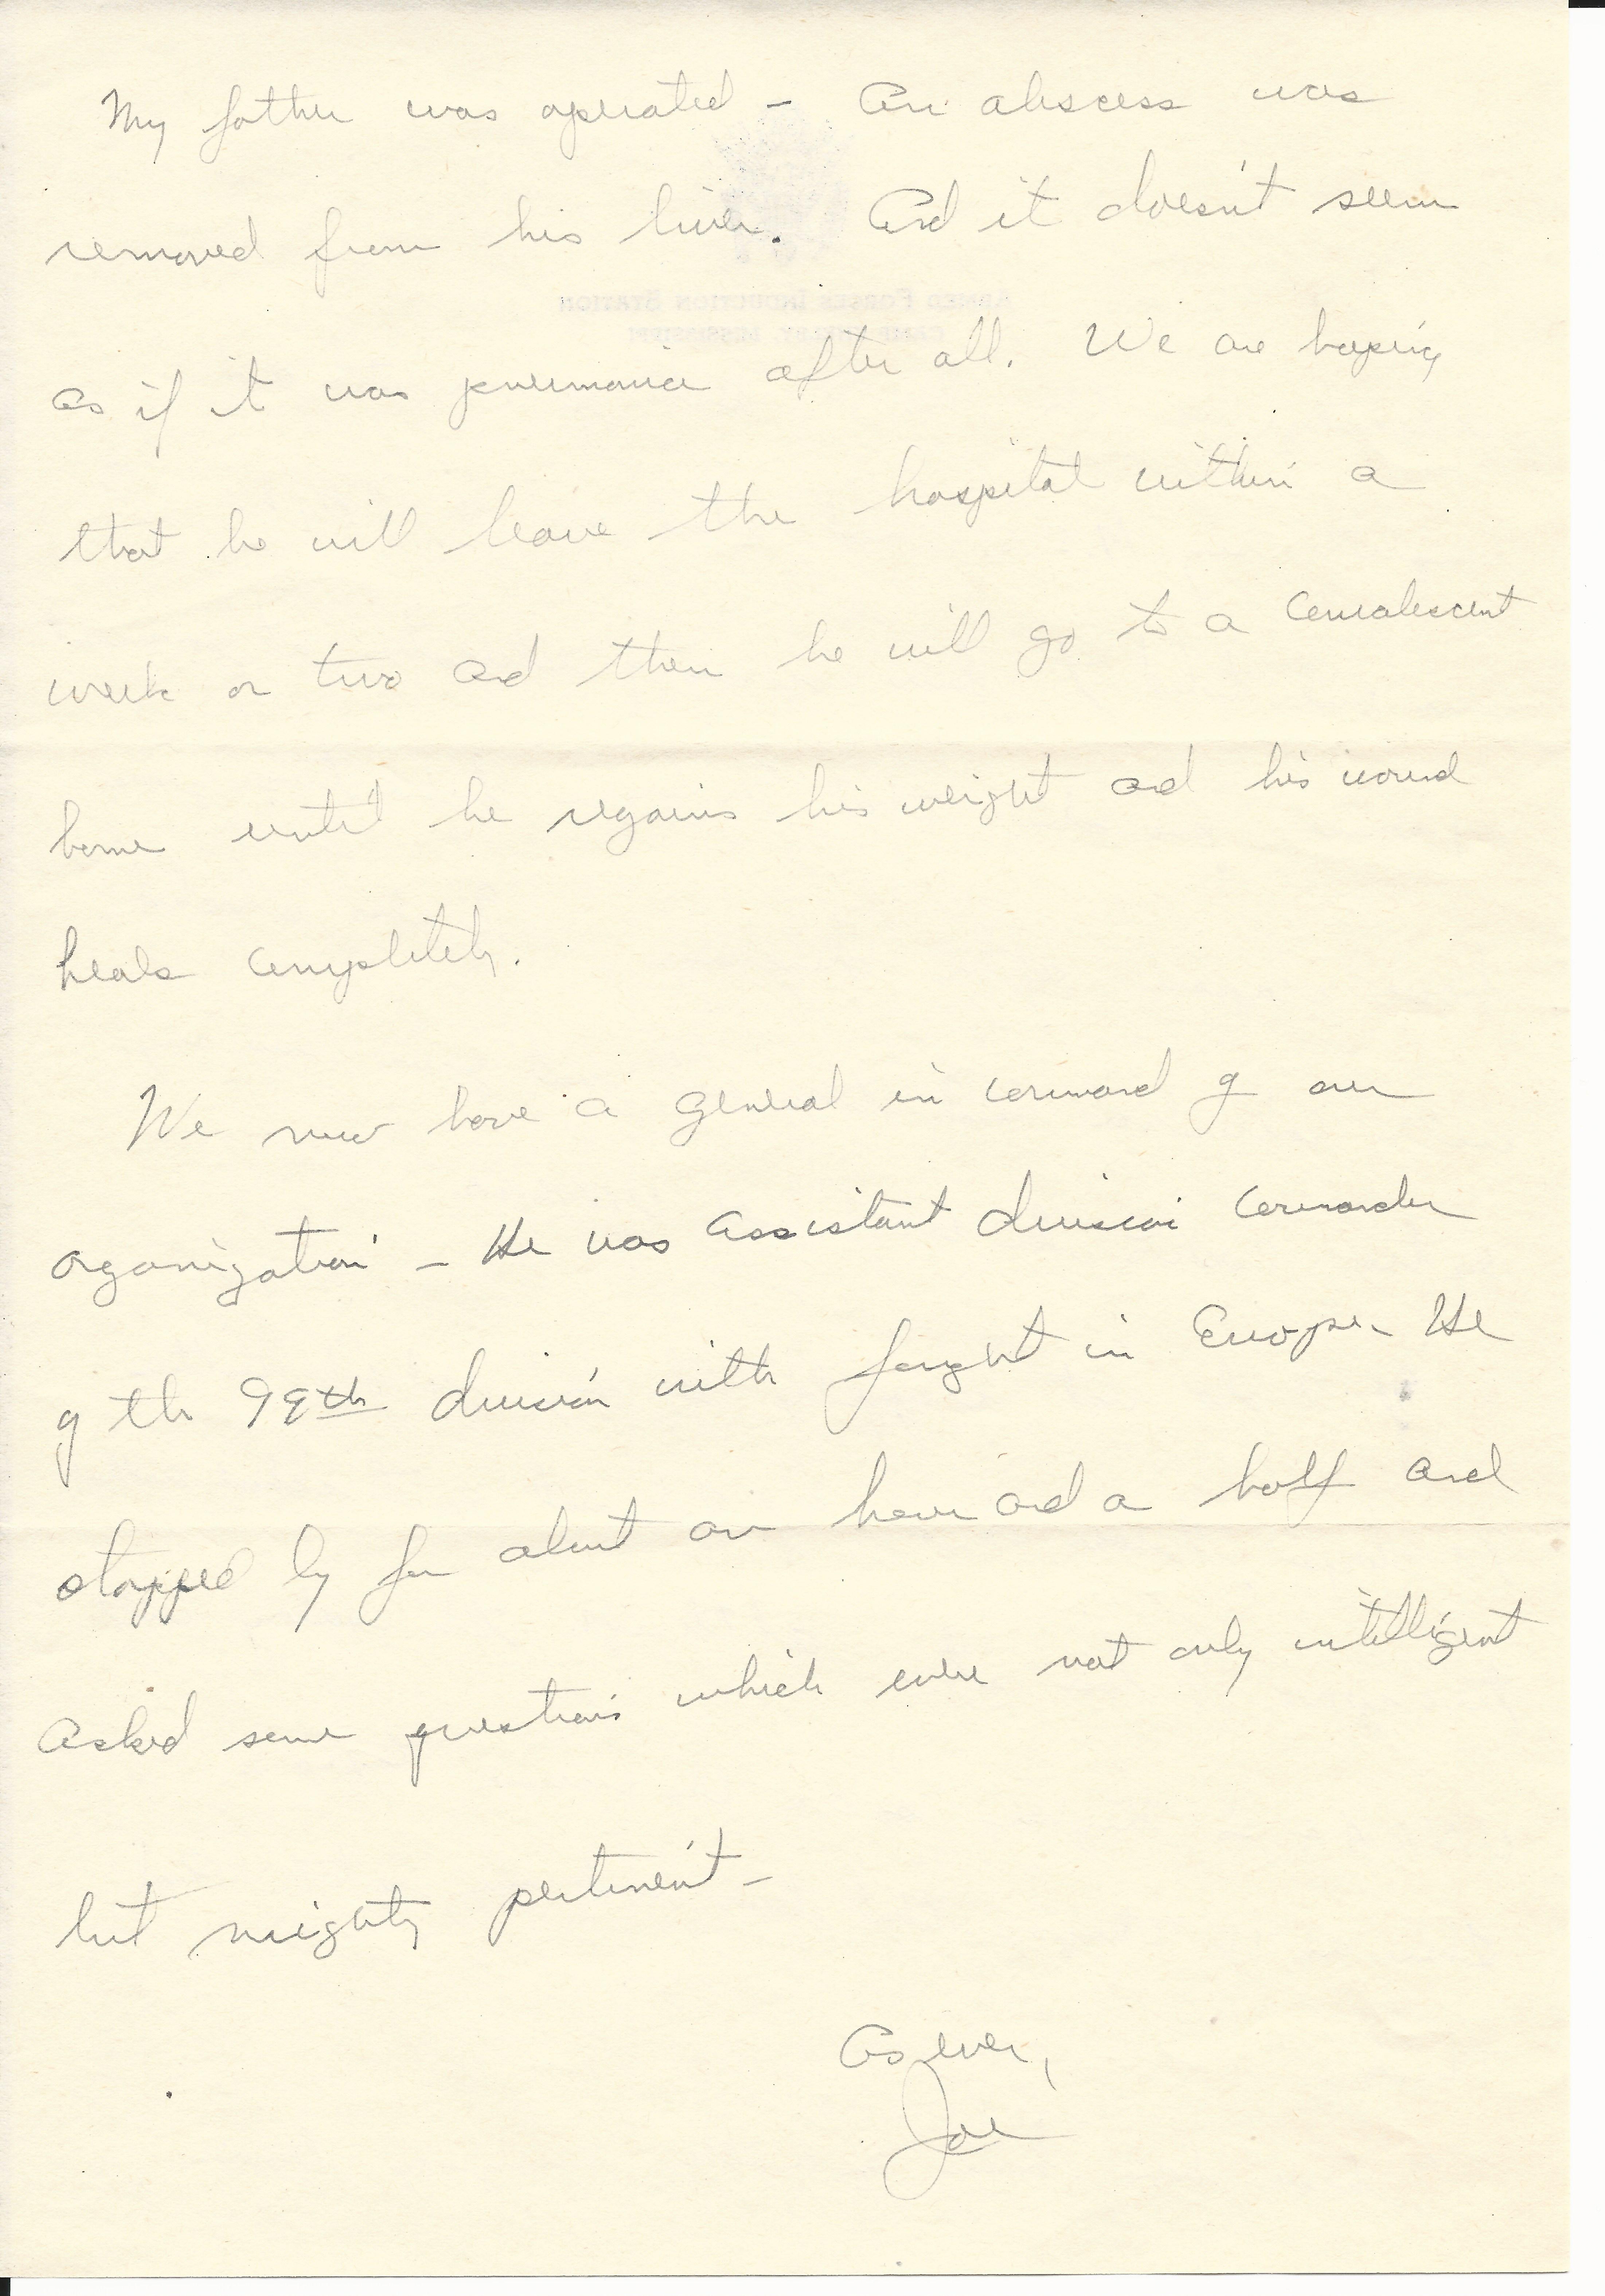 My father was operated - An abscess was
removed from his liver. And it doesn't seem
ARMED FORCES INDUCTION STATION
CAMP SHELBY, MISSISSIPPI
as if it was pneumonia after all. We are hoping
that he will leave the hospital within a
week or two and then he will go to a convalescent
home until he regains his weight and his wound
heals completely.
We now have a General in command of our
organization - He was assistant division commander
of the 99th division with fought in Europe - He
stopped by for about an hour and a half and
asked some questions which were not only intelligent
but mighty pertinent -
As ever,
Joe